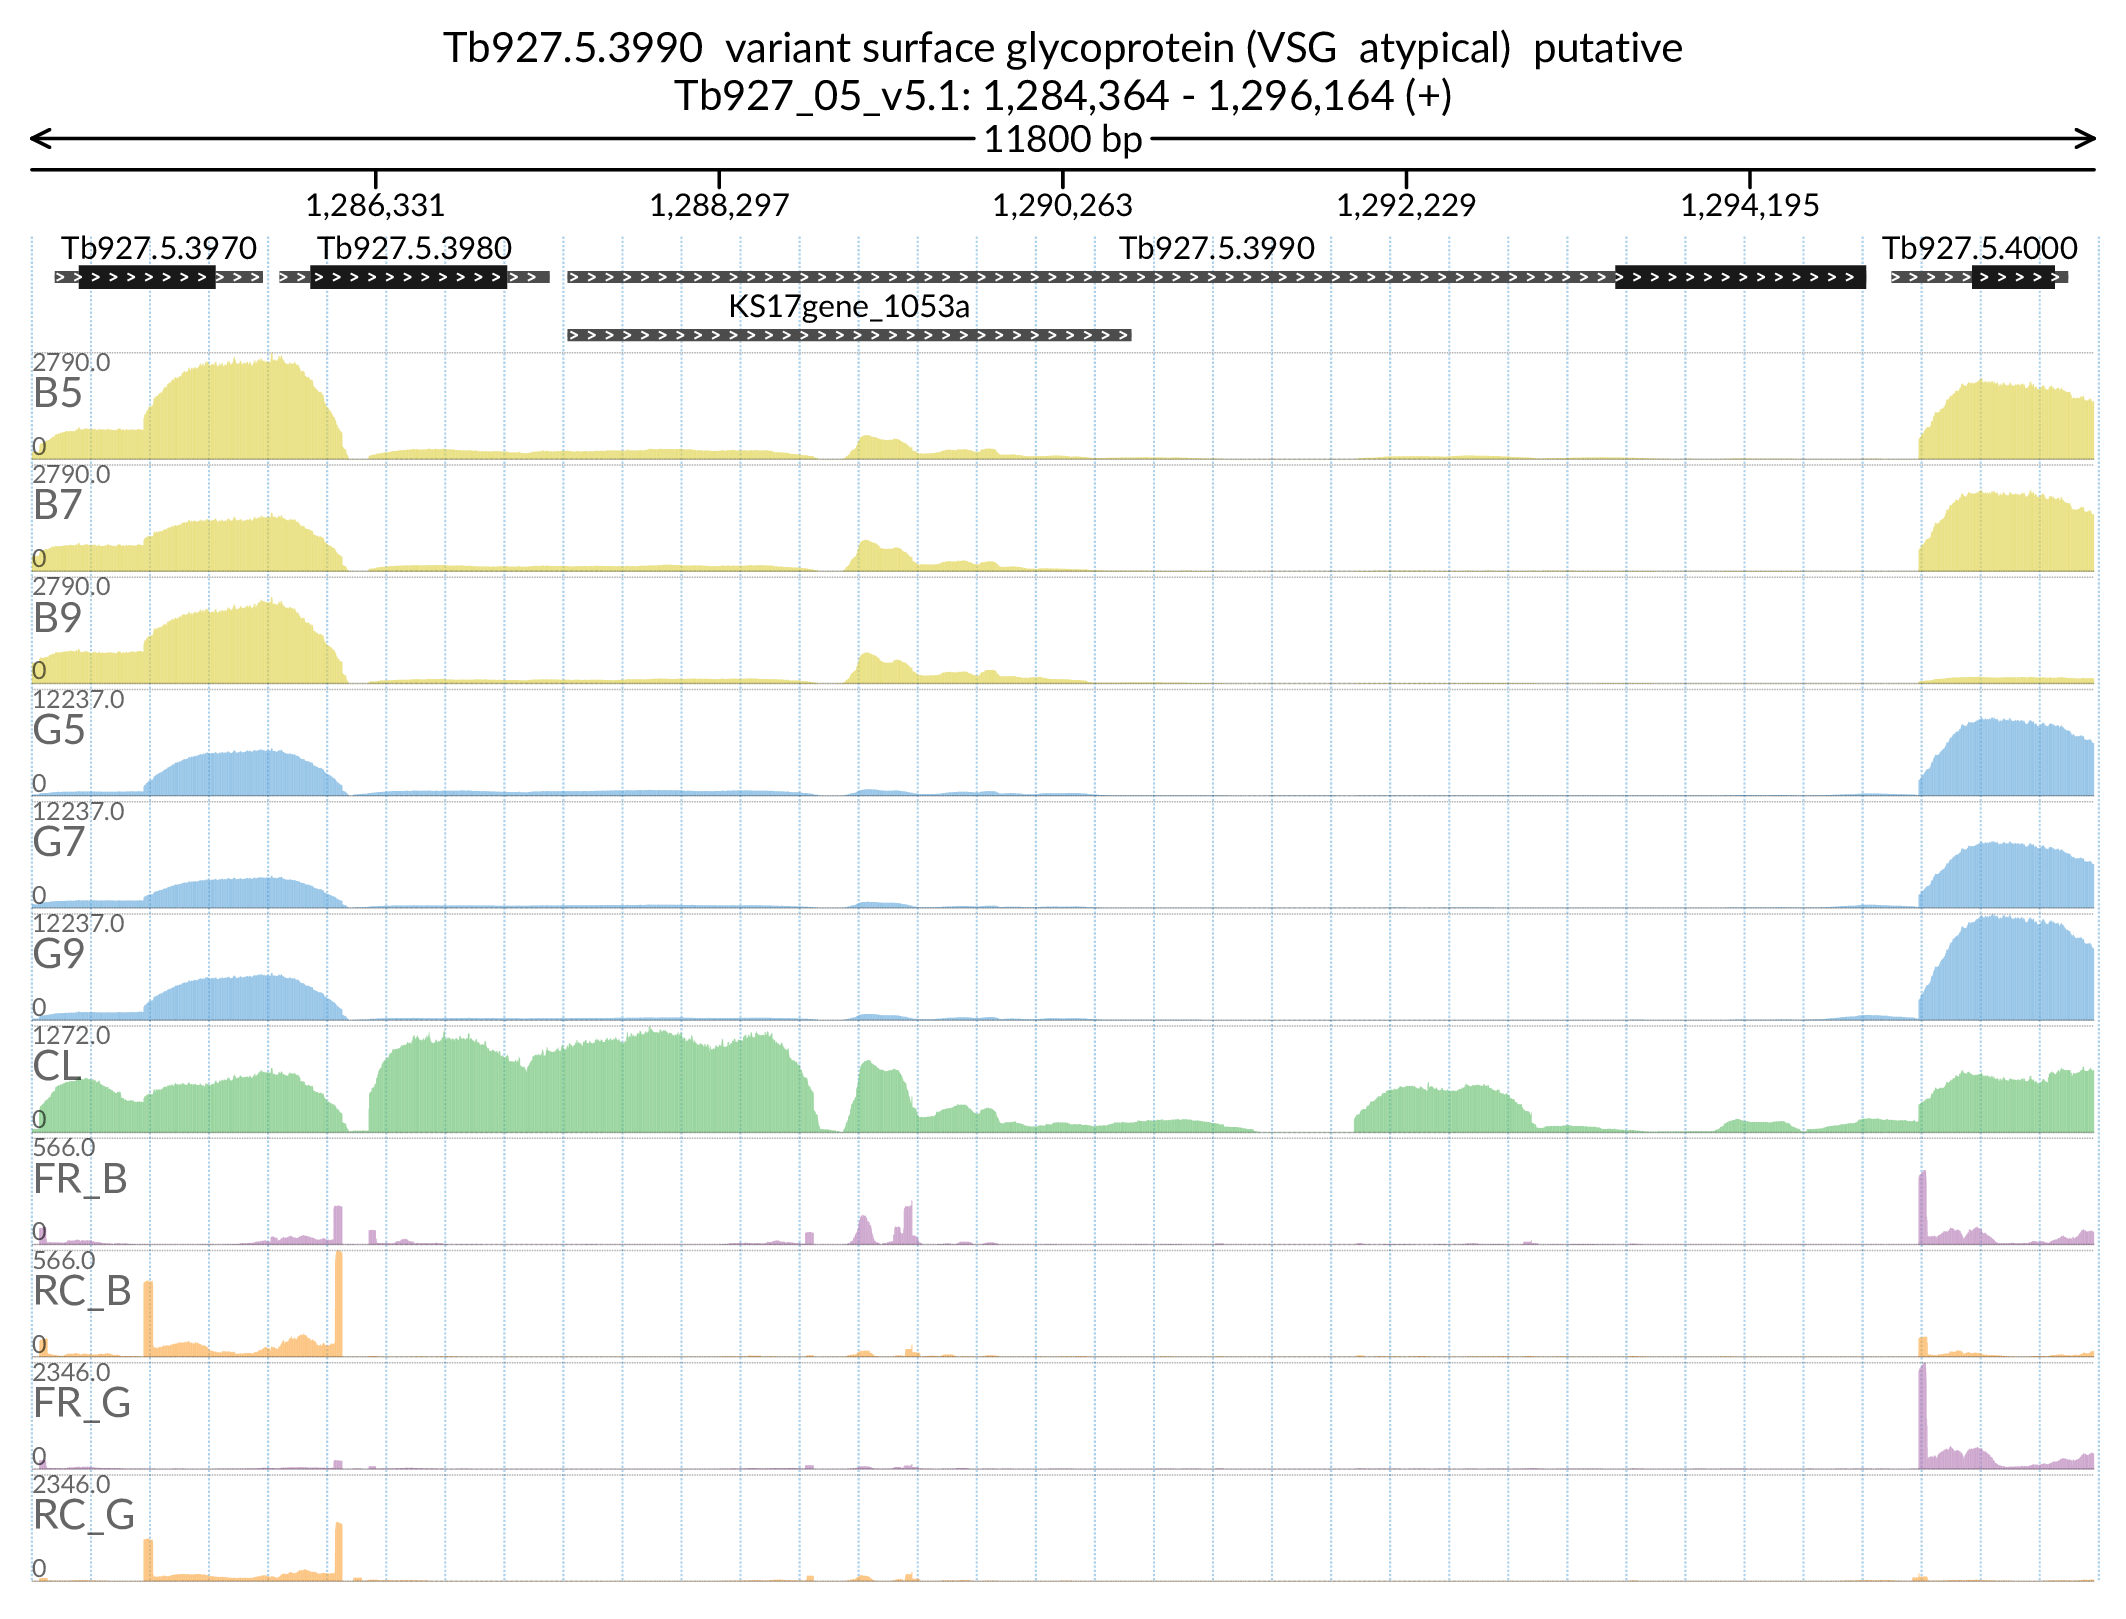 Tb927.5.3990  variant surface glycoprotein (VSG  atypical)  putative
Tb927_05_v5.1: 1,284,364 - 1,296,164 (+)
11800 bp
1,286,331 1,288,297 1,290,263 1,292,229 1,294,195
Tb927.5.3970 Tb927.5.3980 Tb927.5.3990 Tb927.5.4000
KS17gene_1053a
2790.0
B5
0
2790.0
B7
0
2790.0
B9
0
12237.0
G5
0
12237.0
G7
0
12237.0
G9
0
1272.0
CL
0
566.0
FR_B
0
566.0
RC_B
0
2346.0
FR_G
0
2346.0
RC_G
0